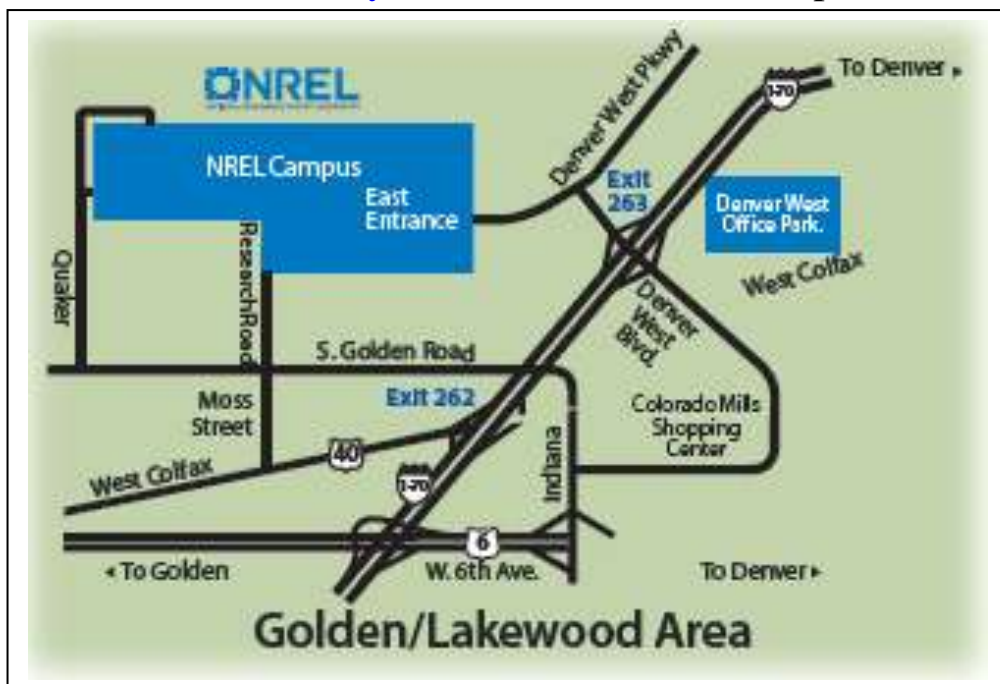 NREL
Denver West Pkwy
I-70
To Denver
NREL Campus
East
Entrance
Exit
263
Denver West
Office Park.
West Colfax
Quaker
Research Road
Denver
West
Blvd.
S. Golden Road
Exit 262
Moss
Street
Colorado Mills
Shopping
Center
40
West Colfax
I-70
Indiana
6
To Golden
W. 6th Ave.
To Denver
Golden/Lakewood Area